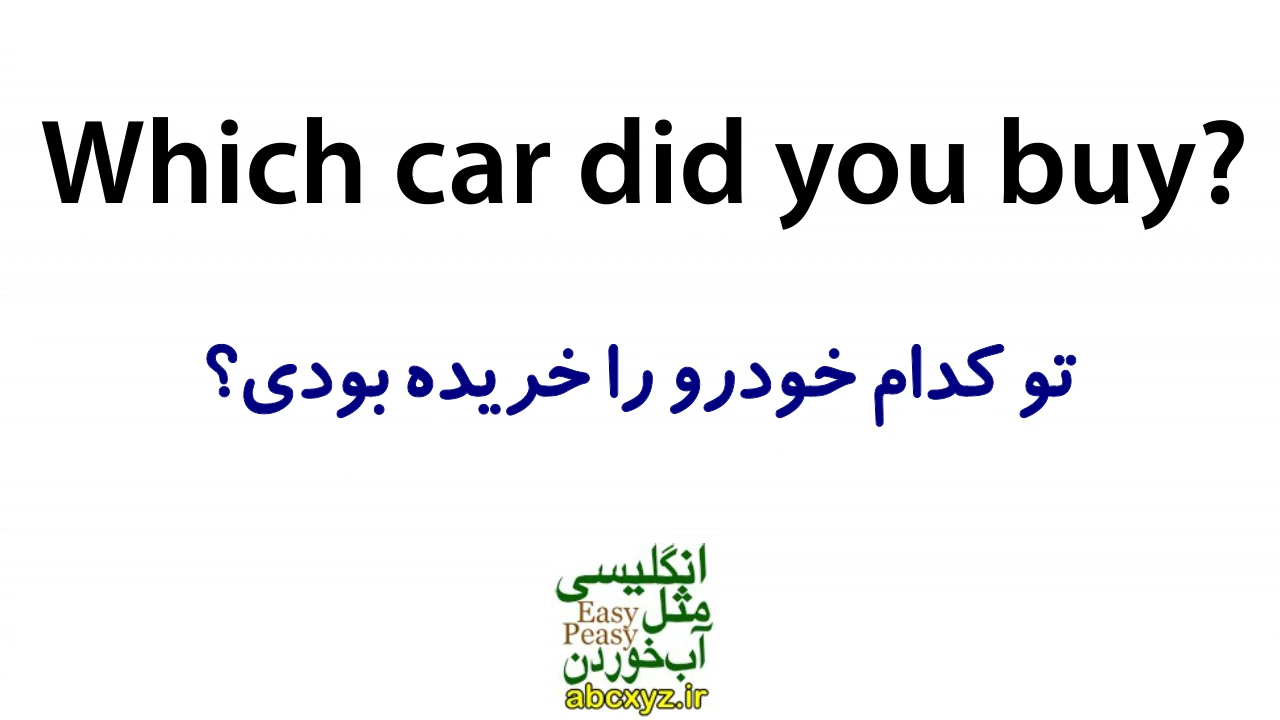 Which car did you buy?
تو کدام خودرو را خریده بودی؟
انگلیسی
مثل Easy
Peasy
آب‌خوردن
abcxyz.ir